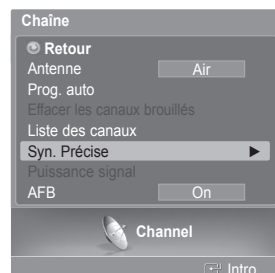 Chaîne
Retour
Antenne Air
Prog. auto
Effacer les canaux brouillés
Liste des canaux
Syn. Précise
Puissance signal
AFB On
Channel
Intro